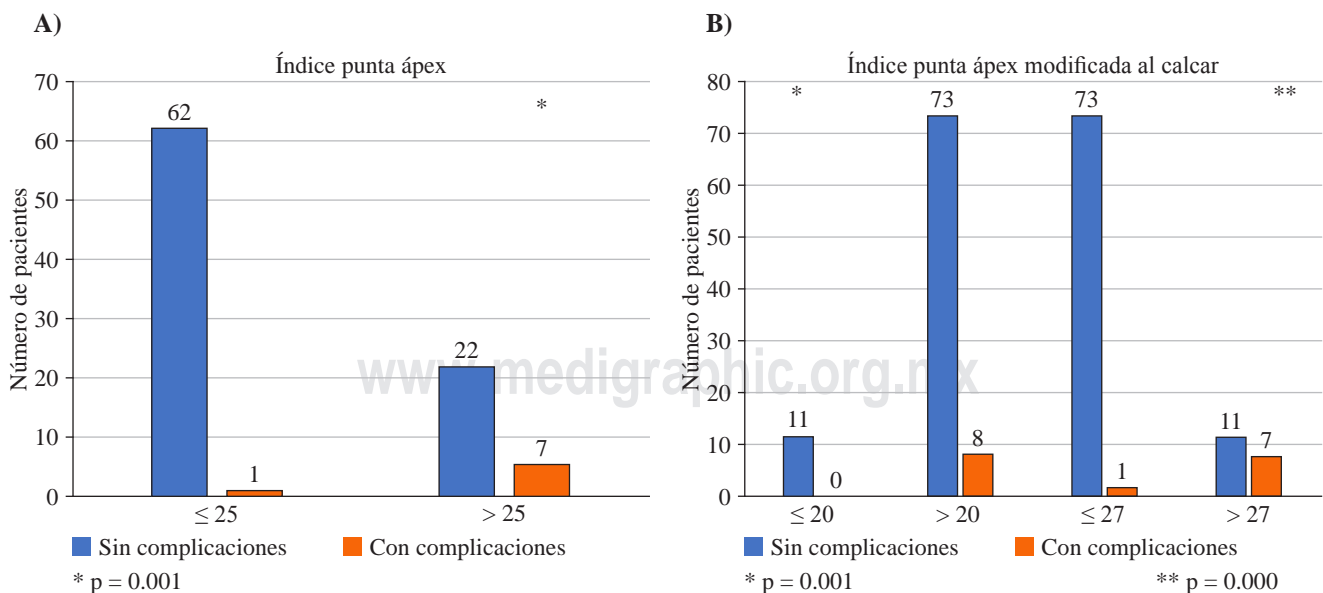 A)
Índice punta ápex
Número de pacientes
70
60
50
40
30
20
10
0
62
1
*
22
7
≤ 25
> 25
Sin complicaciones
Con complicaciones
* p = 0.001
B)
Índice punta ápex modificada al calcar
Número de pacientes
80
70
60
50
40
30
20
10
0
*
11
0
73
8
73
1
**
11
7
≤ 20
> 20
≤ 27
> 27
Sin complicaciones
Con complicaciones
* p = 0.001
** p = 0.000
www.medigraphic.org.mx